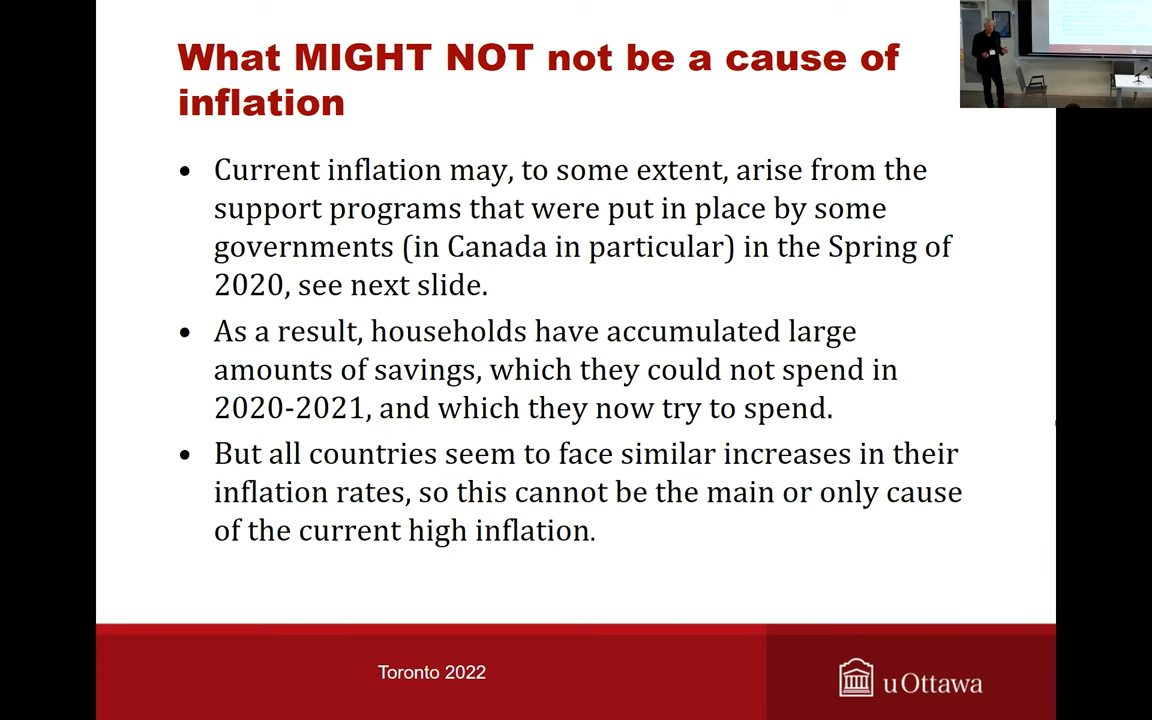 What MIGHT NOT not be a cause of
inflation
• Current inflation may, to some extent, arise from the
support programs that were put in place by some
governments (in Canada in particular) in the Spring of
2020, see next slide.
• As a result, households have accumulated large
amounts of savings, which they could not spend in
2020-2021, and which they now try to spend.
• But all countries seem to face similar increases in their
inflation rates, so this cannot be the main or only cause
of the current high inflation.
Toronto 2022
uOttawa